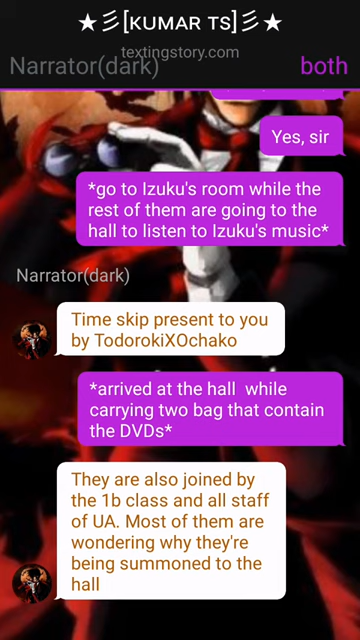 ★彡[ᴋᴜᴍᴀʀ ᴛs]彡★
textingstory.com
Narrator(dark)
both
Yes, sir
*go to Izuku's room while the
rest of them are going to the
hall to listen to Izuku's music*
Narrator(dark)
Time skip present to you
by TodorokiXOchako
*arrived at the hall  while
carrying two bag that contain
the DVDs*
They are also joined by
the 1b class and all staff
of UA. Most of them are
wondering why they're
being summoned to the
hall